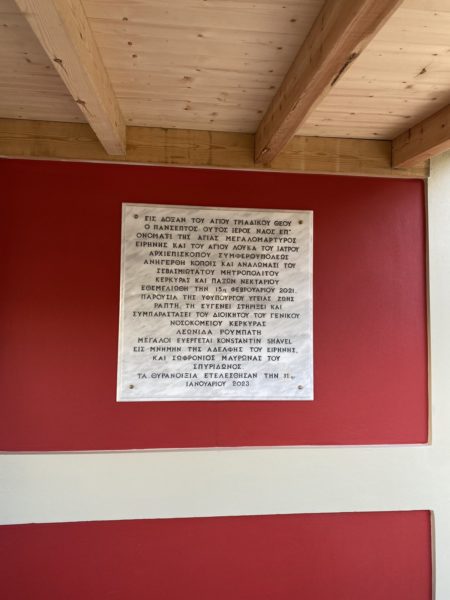 ΕΙΣ ΔΟΞΑΝ ΤΟΥ ΑΓΙΟΥ ΤΡΙΑΔΙΚΟΥ ΘΕΟΥ
Ο ΠΑΝΣΕΠΤΟΣ ΟΥΤΟΣ ΙΕΡΟΣ ΝΑΟΣ ΕΠ'
ΟΝΟΜΑΤΙ ΤΗΣ ΑΓΙΑΣ ΜΕΓΑΛΟΜΑΡΤΥΡΟΣ
ΕΙΡΗΝΗΣ ΚΑΙ ΤΟΥ ΑΓΙΟΥ ΛΟΥΚΑ ΤΟΥ ΙΑΤΡΟΥ
ΑΡΧΙΕΠΙΣΚΟΠΟΥ ΣΥΜΦΕΡΟΥΠΟΛΕΩΣ
ΑΝΗΓΕΡΘΗ ΚΟΠΟΙΣ ΚΑΙ ΑΝΑΛΩΜΑΣΙ ΤΟΥ
ΣΕΒΑΣΜΙΩΤΑΤΟΥ ΜΗΤΡΟΠΟΛΙΤΟΥ
ΚΕΡΚΥΡΑΣ ΚΑΙ ΠΑΞΩΝ ΝΕΚΤΑΡΙΟΥ
ΕΘΕΜΕΛΙΩΘΗ ΤΗΝ 15η ΦΕΒΡΟΥΑΡΙΟΥ 2021.
ΠΑΡΟΥΣΙΑ ΤΗΣ ΥΦΥΠΟΥΡΓΟΥ ΥΓΕΙΑΣ ΖΩΗΣ
ΡΑΠΤΗ, ΤΗ ΕΥΓΕΝΕΙ ΣΤΗΡΙΞΕΙ ΚΑΙ
ΣΥΜΠΑΡΑΣΤΑΣΕΙ ΤΟΥ ΔΙΟΙΚΗΤΟΥ ΤΟΥ ΓΕΝΙΚΟΥ
ΝΟΣΟΚΟΜΕΙΟΥ ΚΕΡΚΥΡΑΣ
ΛΕΩΝΙΔΑ ΡΟΥΜΠΑΤΗ
ΜΕΓΑΛΟΙ ΕΥΕΡΓΕΤΑΙ KONSTANTIN SHAVEL
ΕΙΣ ΜΝΗΜΗΝ ΤΗΣ ΑΔΕΛΦΗΣ ΤΟΥ ΕΙΡΗΝΗΣ,
ΚΑΙ ΣΩΦΡΟΝΙΟΣ ΜΑΥΡΩΝΑΣ ΤΟΥ
ΣΠΥΡΙΔΩΝΟΣ
ΤΑ ΘΥΡΑΝΟΙΞΙΑ ΕΤΕΛΕΣΘΗΣΑΝ ΤΗΝ
ΙΑΝΟΥΑΡΙΟΥ 2023